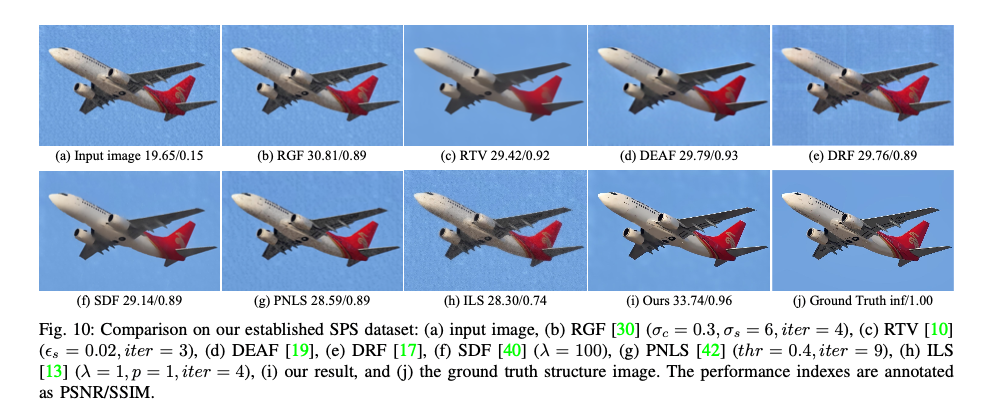 (a) Input image 19.65/0.15 (b) RGF 30.81/0.89 (c) RTV 29.42/0.92 (d) DEAF 29.79/0.93 (e) DRF 29.76/0.89
(f) SDF 29.14/0.89 (g) PNLS 28.59/0.89 (h) ILS 28.30/0.74 (i) Ours 33.74/0.96 (j) Ground Truth inf/1.00
Fig. 10: Comparison on our established SPS dataset: (a) input image, (b) RGF [30] (σc = 0.3, σs = 6, iter = 4), (c) RTV [10]
(ϵs = 0.02, iter = 3), (d) DEAF [19], (e) DRF [17], (f) SDF [40] (λ = 100), (g) PNLS [42] (thr = 0.4, iter = 9), (h) ILS
[13] (λ = 1, p = 1, iter = 4), (i) our result, and (j) the ground truth structure image. The performance indexes are annotated
as PSNR/SSIM.